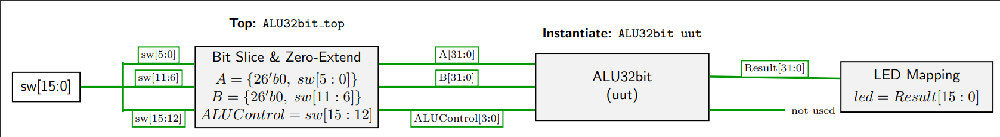 Top: ALU32bit_top
Instantiate: ALU32bit uut
sw[15:0]
sw[5:0]
sw[11:6]
sw[15:12]
Bit Slice & Zero-Extend
A = {26′b0, sw[5 : 0]}
B = {26′b0, sw[11 : 6]}
ALUControl = sw[15 : 12]
A[31:0]
B[31:0]
ALUControl[3:0]
ALU32bit
(uut)
Result[31:0]
not used
LED Mapping
led = Result[15 : 0]